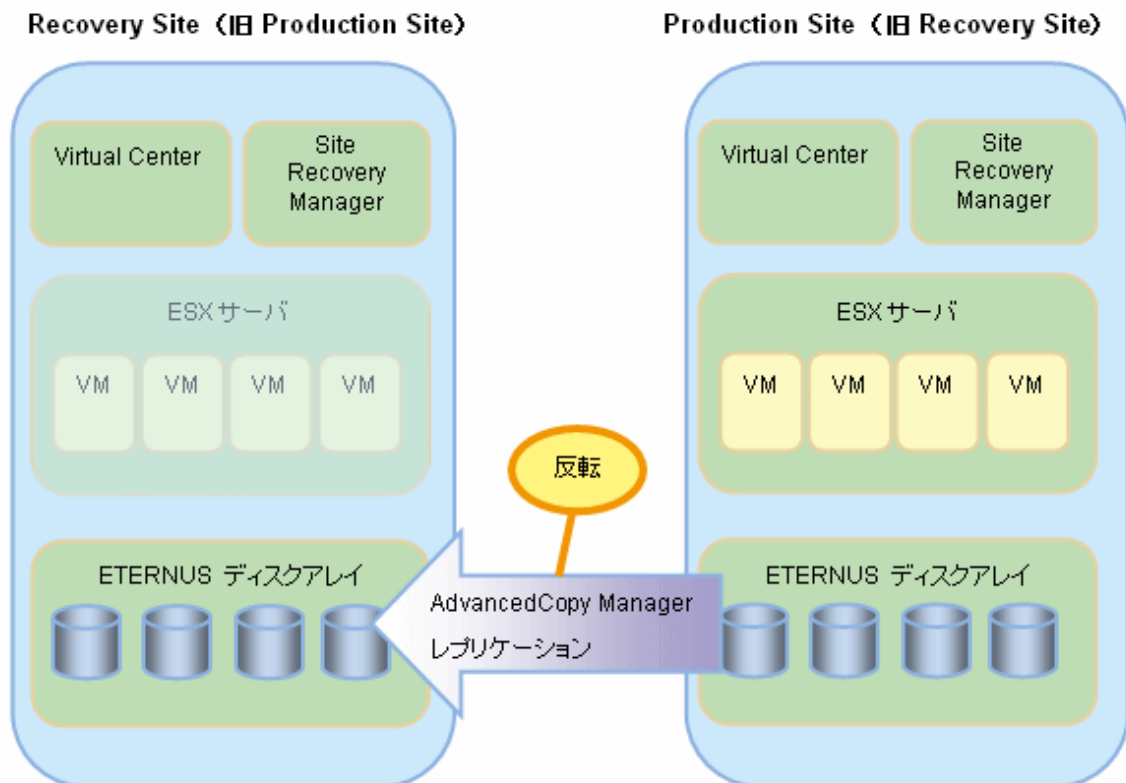 Recovery Site（旧 Production Site）
Production Site（旧 Recovery Site）
Virtual Center
Site
Recovery
Manager
Virtual Center
Site
Recovery
Manager
ESXサーバ
VM VM VM VM
ESXサーバ
VM VM VM VM
反転
ETERNUS ディスクアレイ
AdvancedCopy Manager
レプリケーション
ETERNUS ディスクアレイ